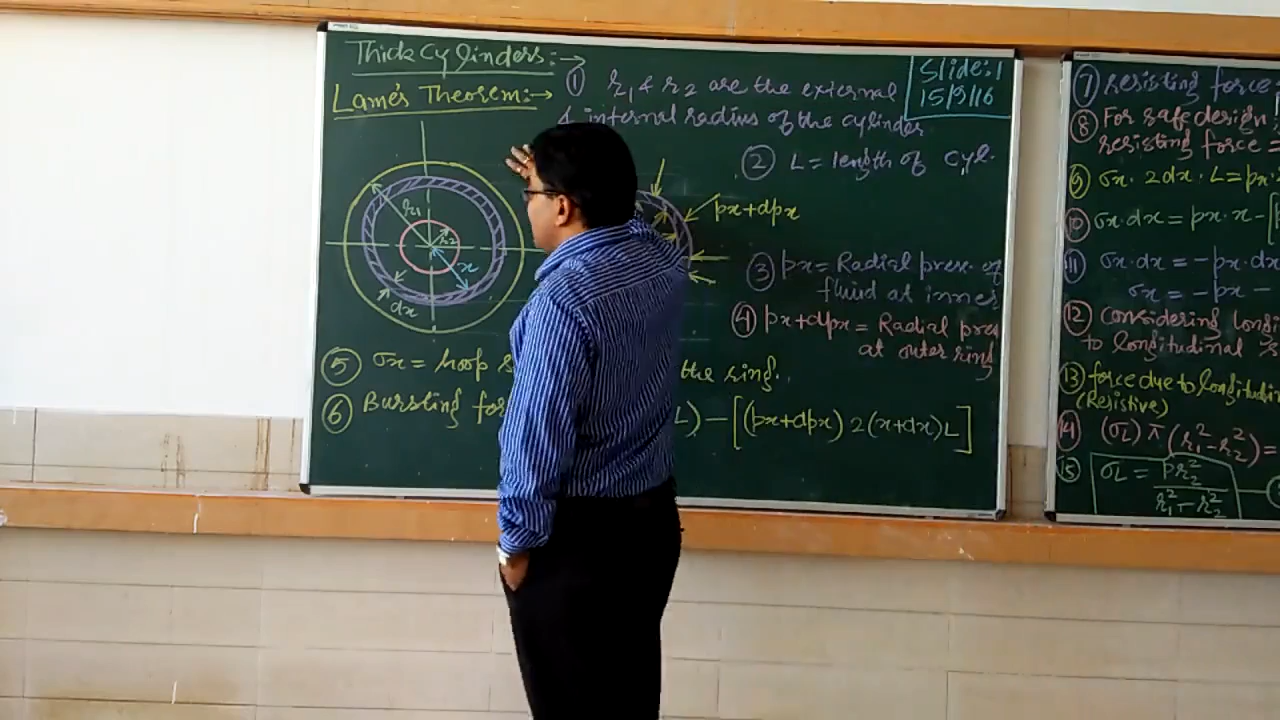 Thick Cylinders:→
Lame's Theorem:→
① r₁ & r₂ are the external
& internal radius of the cylinder
Slide:1
15/9/16
② L = length of cyl.
r₁
r₂
x
dx
px+dpx
③ px = Radial pres. of
fluid at inner
④ px+dpx = Radial pres
at outer ring
⑤ σx = hoop s the ring.
⑥ Bursting for L) − [(px+dpx) 2(x+dx)L]
⑦ resisting force
⑧ For safe design
resisting force =
⑨ σx · 2dx · L = px ·
⑩ σx · dx = px · x − [
⑪ σx · dx = − px · dx
σx = − px −
⑫ Considering longi
to longitudinal s
⑬ force due to longitudin
(Resistive)
⑭ (σL) π (r₁² − r₂²) =
⑮ σL = pr₂² / r₁² − r₂²